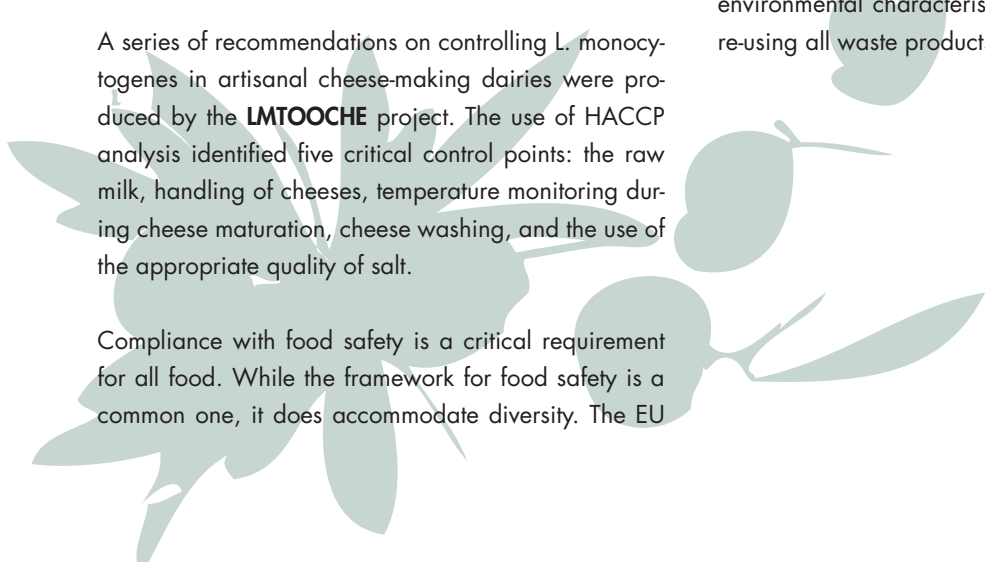 A series of recommendations on controlling L. monocy-
togenes in artisanal cheese-making dairies were pro-
duced by the LMTOOCHE project. The use of HACCP
analysis identified five critical control points: the raw
milk, handling of cheeses, temperature monitoring dur-
ing cheese maturation, cheese washing, and the use of
the appropriate quality of salt.
Compliance with food safety is a critical requirement
for all food. While the framework for food safety is a
common one, it does accommodate diversity. The EU
environmental
re-using all waste